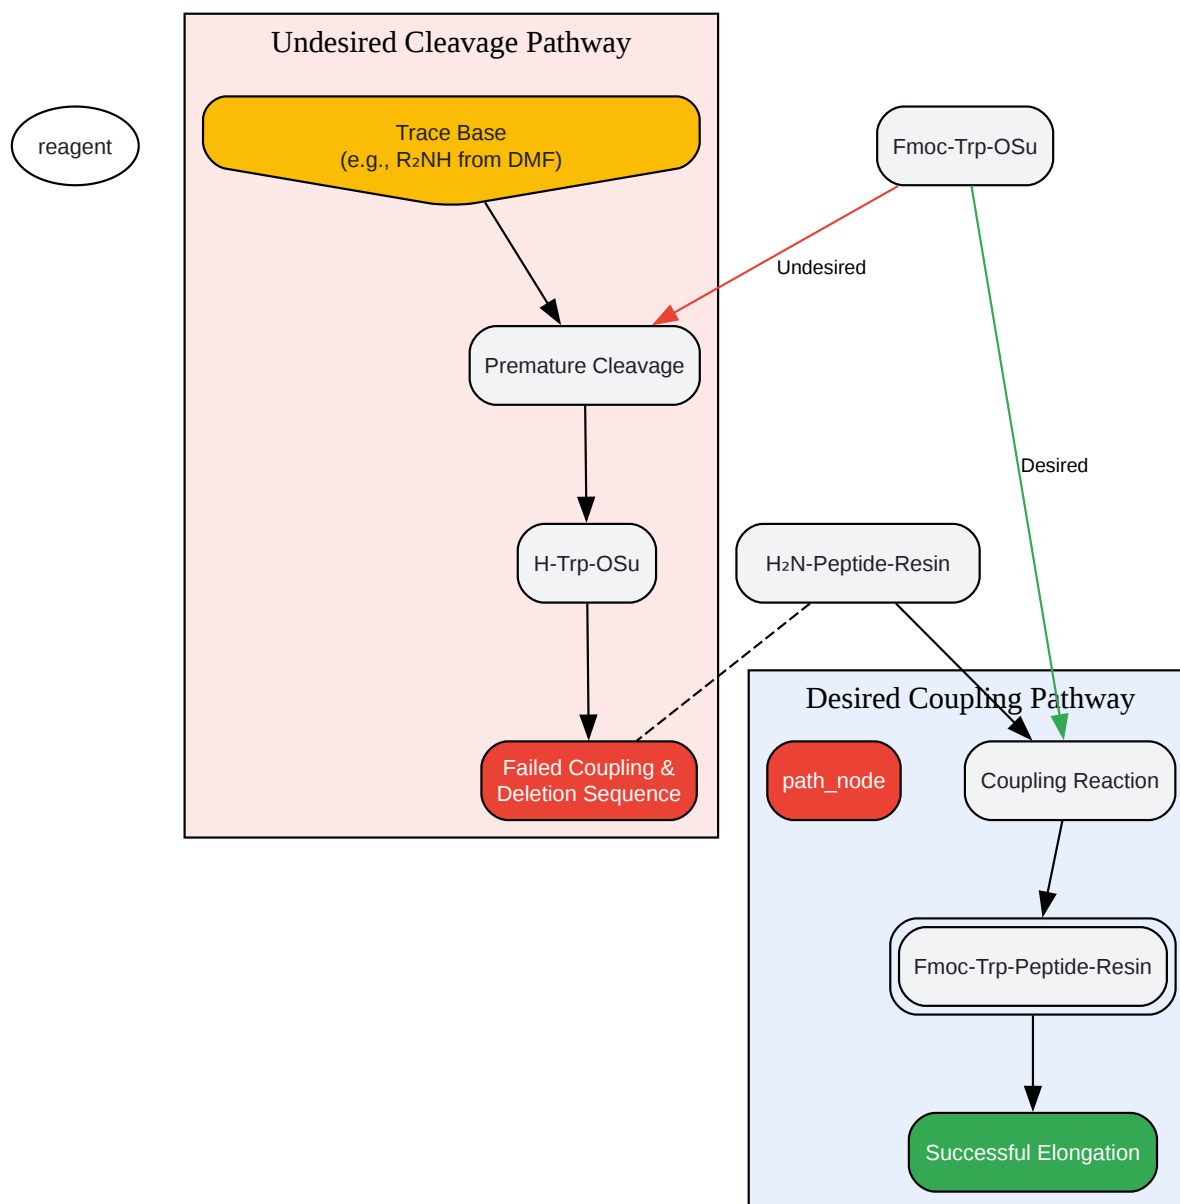 Undesired Cleavage Pathway
reagent
Trace Base
(e.g., R₂NH from DMF)
Fmoc-Trp-OSu
Undesired
Premature Cleavage
Desired
H-Trp-OSu
H₂N-Peptide-Resin
Desired Coupling Pathway
Failed Coupling &
Deletion Sequence
path_node
Coupling Reaction
Fmoc-Trp-Peptide-Resin
Successful Elongation